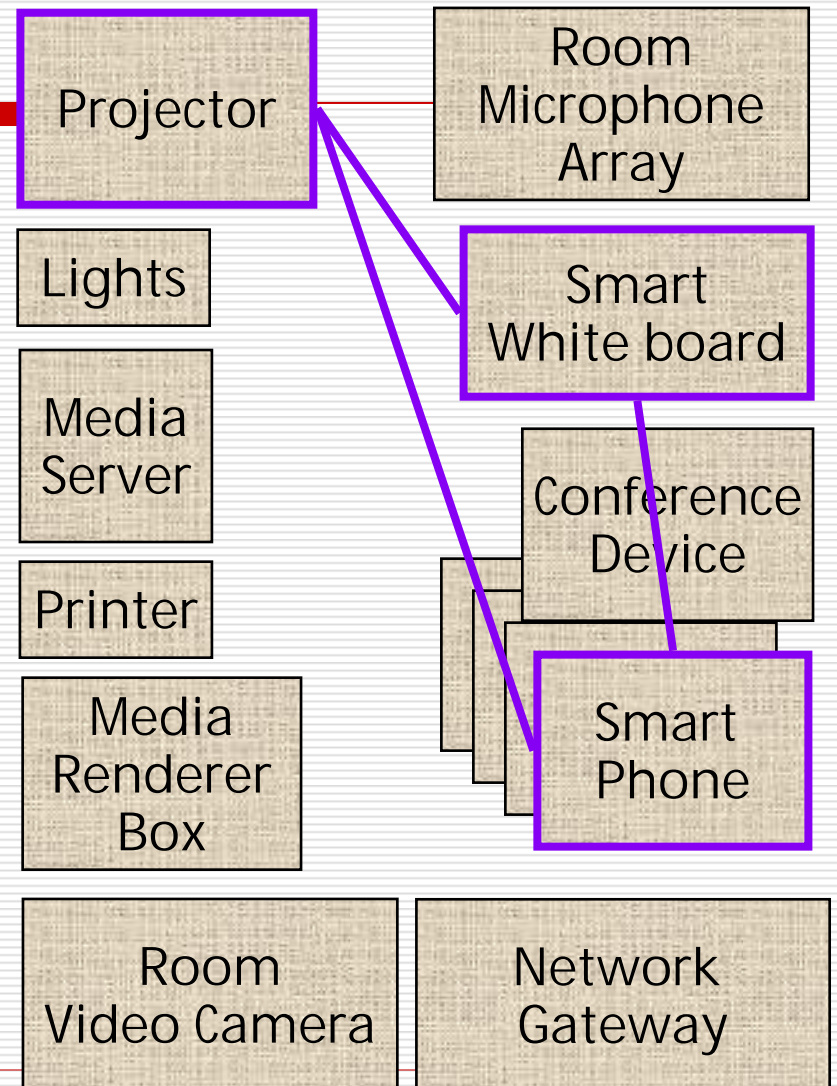 Projector
Room
Microphone
Array
Lights
Smart
White board
Media
Server
Conference
Device
Printer
Media
Renderer
Box
Smart
Phone
Room
Video Camera
Network
Gateway